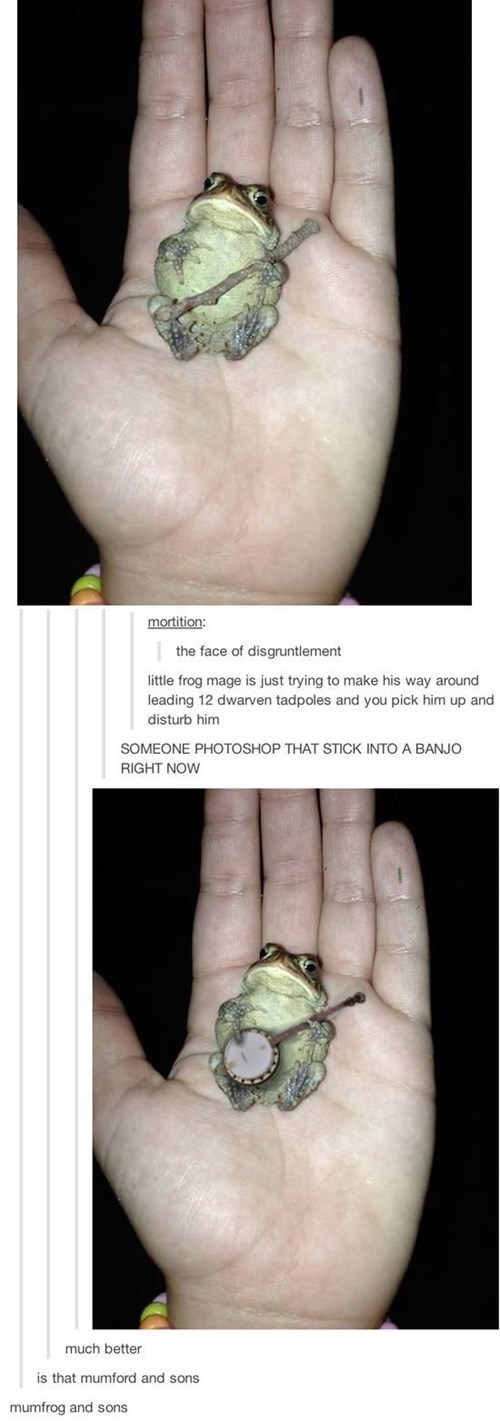 mortition:
the face of disgruntlement
little frog mage is just trying to make his way around
leading 12 dwarven tadpoles and you pick him up and
disturb him
SOMEONE PHOTOSHOP THAT STICK INTO A BANJO
RIGHT NOW
much better
is that mumford and sons
mumfrog and sons